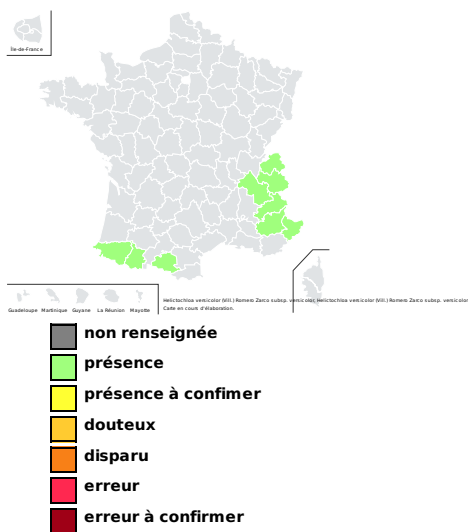 Île-de-France
Guadeloupe Martinique Guyane La Réunion Mayotte
Helictochloa versicolor (Vill.) Romero Zarco subsp. versicolor, Helictochloa versicolor (Vill.) Romero Zarco subsp. versicolor
Carte en cours d'élaboration.
non renseignée
présence
présence à confimer
douteux
disparu
erreur
erreur à confirmer